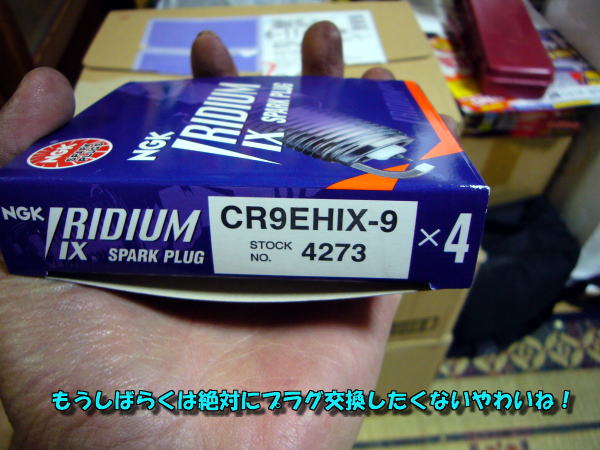 NGK
IRIDIUM
IX SPARK PLUG
NGK
NGK IRIDIUM
IX SPARK PLUG
CR9EHIX-9
STOCK NO. 4273
×4
もうしばらくは絶対にプラグ交換したくないやわいね!